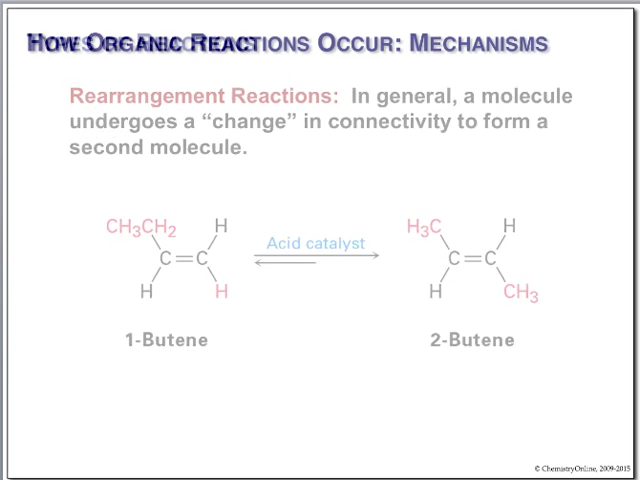 HOW ORGANIC REACTIONS OCCUR: MECHANISMS
Rearrangement Reactions: In general, a molecule
undergoes a “change” in connectivity to form a
second molecule.
CH₃CH₂ H
C=C
H H
Acid catalyst
H₃C H
C=C
H CH₃
1-Butene 2-Butene
© ChemistryOnline, 2009-2015